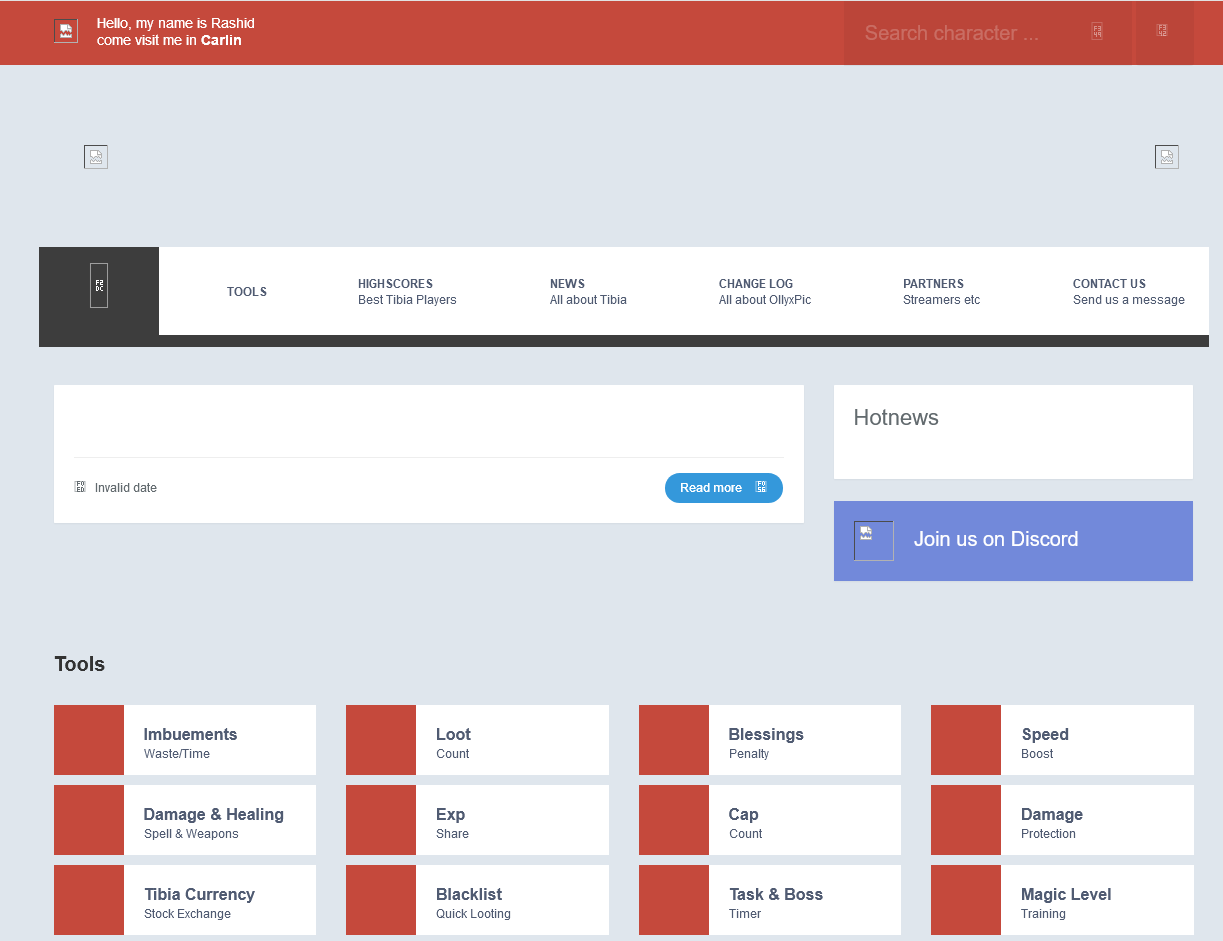 Hello, my name is Rashid
come visit me in Carlin
Search character ...
TOOLS
HIGHSCORES
Best Tibia Players
NEWS
All about Tibia
CHANGE LOG
All about OllyxPic
PARTNERS
Streamers etc
CONTACT US
Send us a message
Invalid date
Read more
Hotnews
Join us on Discord
Tools
Imbuements
Waste/Time
Loot
Count
Blessings
Penalty
Speed
Boost
Damage & Healing
Spell & Weapons
Exp
Share
Cap
Count
Damage
Protection
Tibia Currency
Stock Exchange
Blacklist
Quick Looting
Task & Boss
Timer
Magic Level
Training